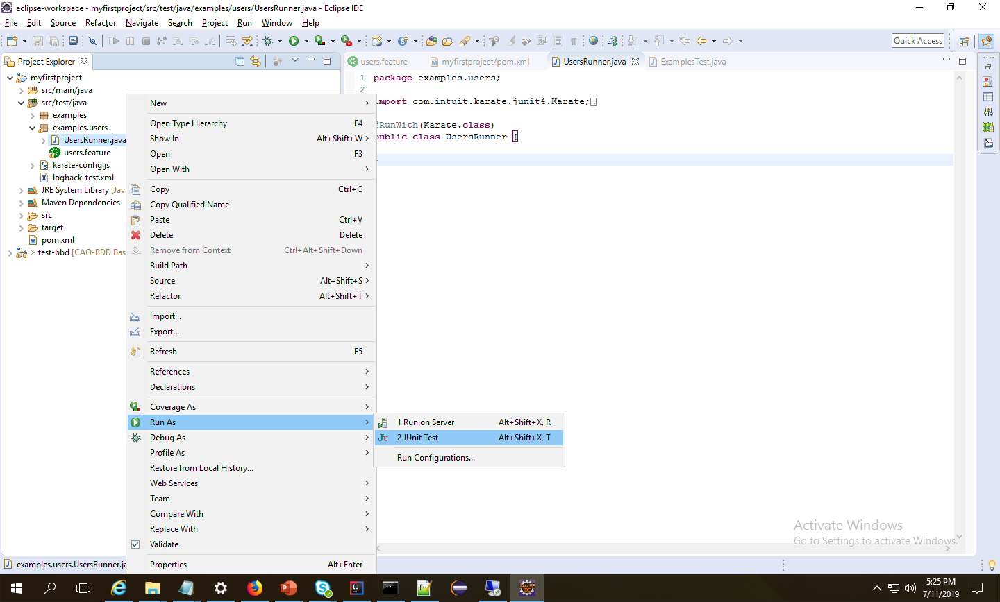 eclipse-workspace - myfirstproject/src/test/java/examples/users/UsersRunner.java - Eclipse IDE
File Edit Source Refactor Navigate Search Project Run Window Help
Quick Access
Project Explorer
users.feature myfirstproject/pom.xml UsersRunner.java ExamplesTest.java
myfirstproject
src/main/java
src/test/java
examples
examples.users
UsersRunner.java
users.feature
karate-config.js
logback-test.xml
JRE System Library [Jav
Maven Dependencies
src
target
pom.xml
> test-bbd [CAO-BDD Bas
1 package examples.users;
2
import com.intuit.karate.junit4.Karate;
@RunWith(Karate.class)
public class UsersRunner {
New
Open Type Hierarchy F4
Show In Alt+Shift+W
Open F3
Open With
Copy Ctrl+C
Copy Qualified Name
Paste Ctrl+V
Delete Delete
Remove from Context Ctrl+Alt+Shift+Down
Build Path
Source Alt+Shift+S
Refactor Alt+Shift+T
Import...
Export...
Refresh F5
References
Declarations
Coverage As
Run As
Debug As
Profile As
Restore from Local History...
Web Services
Team
Compare With
Replace With
Validate
Properties Alt+Enter
1 Run on Server Alt+Shift+X, R
2 JUnit Test Alt+Shift+X, T
Run Configurations...
Activate Windows
Go to Settings to activate Windows.
examples.users.UsersRunner.ja
5:25 PM
7/11/2019